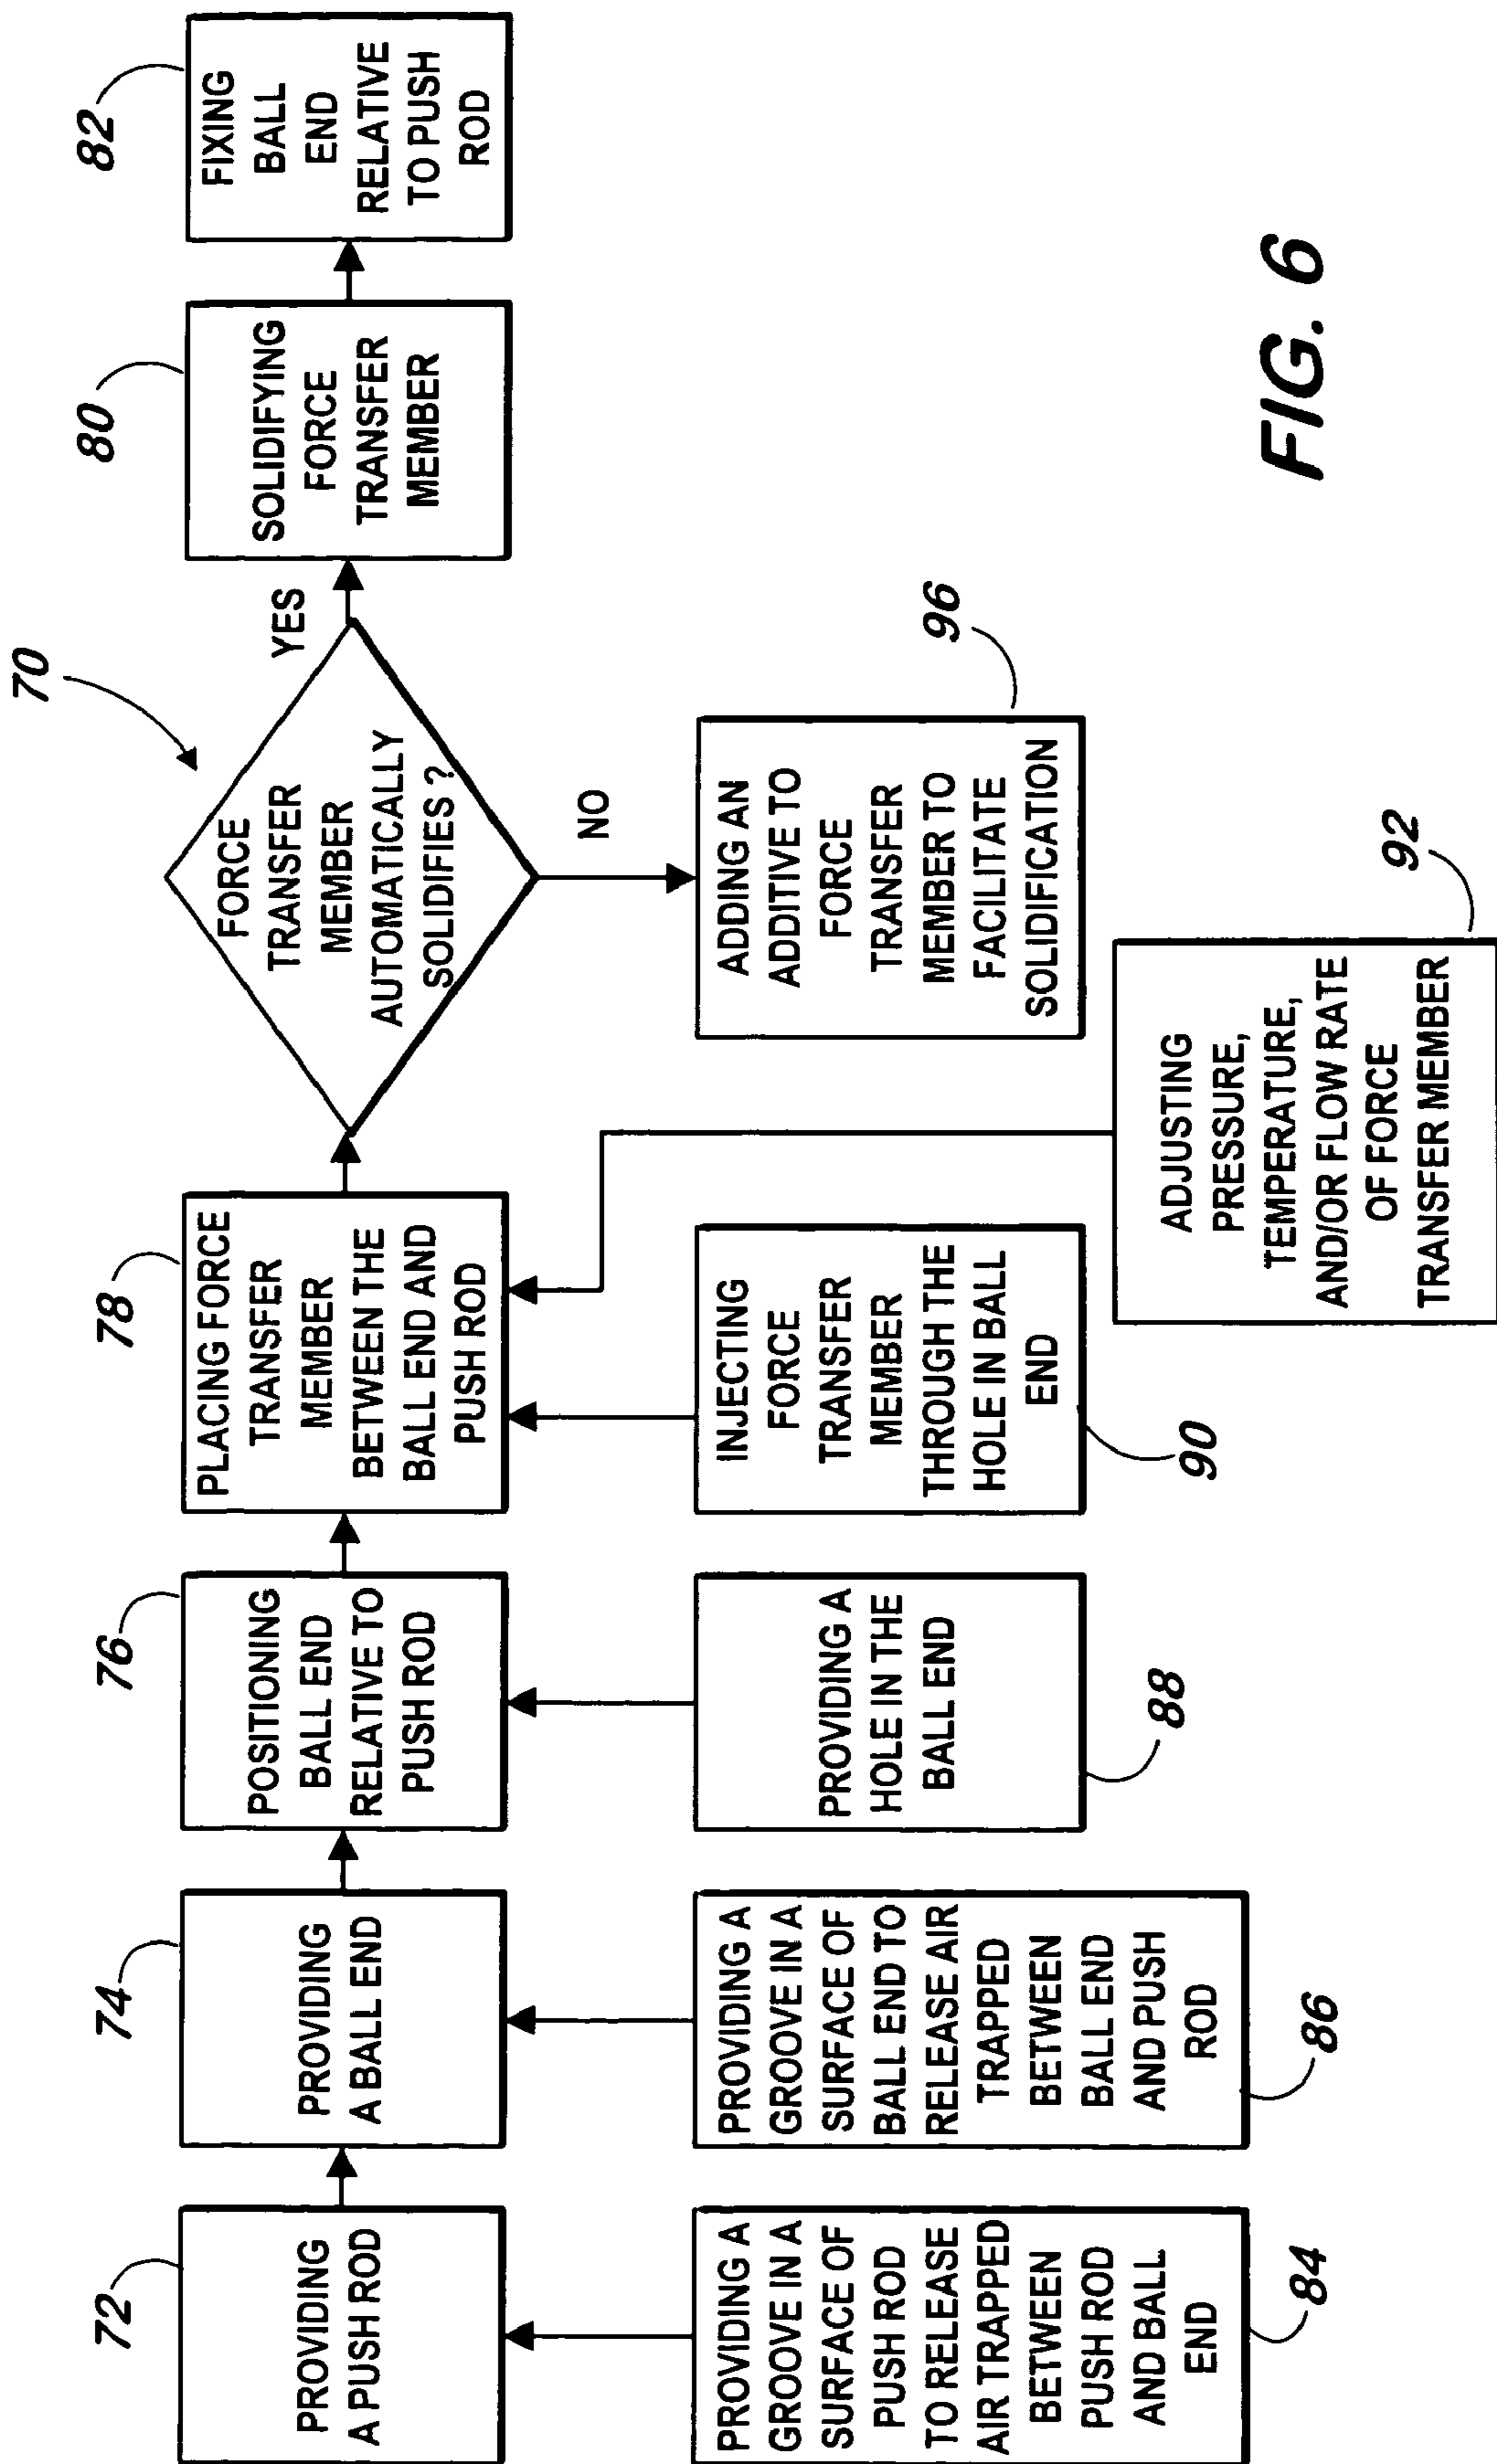 70
72
PROVIDING
A PUSH ROD
74
PROVIDING
A BALL END
76
POSITIONING
BALL END
RELATIVE TO
PUSH ROD
78
PLACING FORCE
TRANSFER
MEMBER
BETWEEN THE
BALL END AND
PUSH ROD
FORCE
TRANSFER
MEMBER
AUTOMATICALLY
SOLIDIFIES ?
YES
NO
80
SOLIDIFYING
FORCE
TRANSFER
MEMBER
82
FIXING
BALL
END
RELATIVE
TO PUSH
ROD
PROVIDING A
GROOVE IN A
SURFACE OF
PUSH ROD
TO RELEASE
AIR TRAPPED
BETWEEN
PUSH ROD
AND BALL
END
84
PROVIDING A
GROOVE IN A
SURFACE OF
BALL END TO
RELEASE AIR
TRAPPED
BETWEEN
BALL END
AND PUSH
ROD
86
PROVIDING A
HOLE IN THE
BALL END
88
INJECTING
FORCE
TRANSFER
MEMBER
THROUGH THE
HOLE IN BALL
END
90
ADDING AN
ADDITIVE TO
FORCE
TRANSFER
MEMBER TO
FACILITATE
SOLIDIFICATION
96
ADJUSTING
PRESSURE,
TEMPERATURE,
AND/OR FLOW RATE
OF FORCE
TRANSFER MEMBER
92
FIG. 6